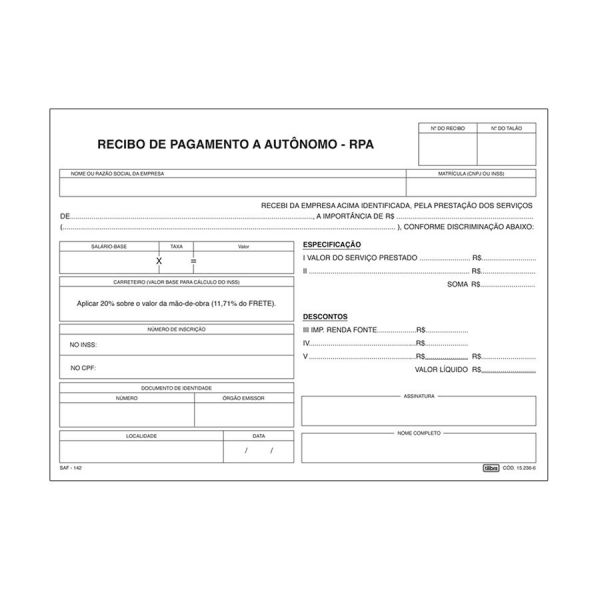 RECIBO DE PAGAMENTO A AUTÔNOMO - RPA
Nº DO RECIBO
Nº DO TALÃO
NOME OU RAZÃO SOCIAL DA EMPRESA
MATRÍCULA (CNPJ OU INSS)
RECEBI DA EMPRESA ACIMA IDENTIFICADA, PELA PRESTAÇÃO DOS SERVIÇOS
DE...................., A IMPORTÂNCIA DE R$ ....................
(.................... ), CONFORME DISCRIMINAÇÃO ABAIXO:
SALÁRIO-BASE
TAXA
Valor
X =
CARRETEIRO (VALOR BASE PARA CÁLCULO DO INSS)
Aplicar 20% sobre o valor da mão-de-obra (11,71% do FRETE).
NÚMERO DE INSCRIÇÃO
NO INSS:
NO CPF:
DOCUMENTO DE IDENTIDADE
NÚMERO
ÓRGÃO EMISSOR
LOCALIDADE
DATA
/ /
ESPECIFICAÇÃO
I VALOR DO SERVIÇO PRESTADO .................... R$....................
II .................... R$....................
SOMA R$....................
DESCONTOS
III IMP. RENDA FONTE....................R$....................
IV....................R$....................
V ....................R$.................... R$....................
VALOR LÍQUIDO R$....................
ASSINATURA
NOME COMPLETO
SAF - 142
tilibra CÓD. 15.236-6